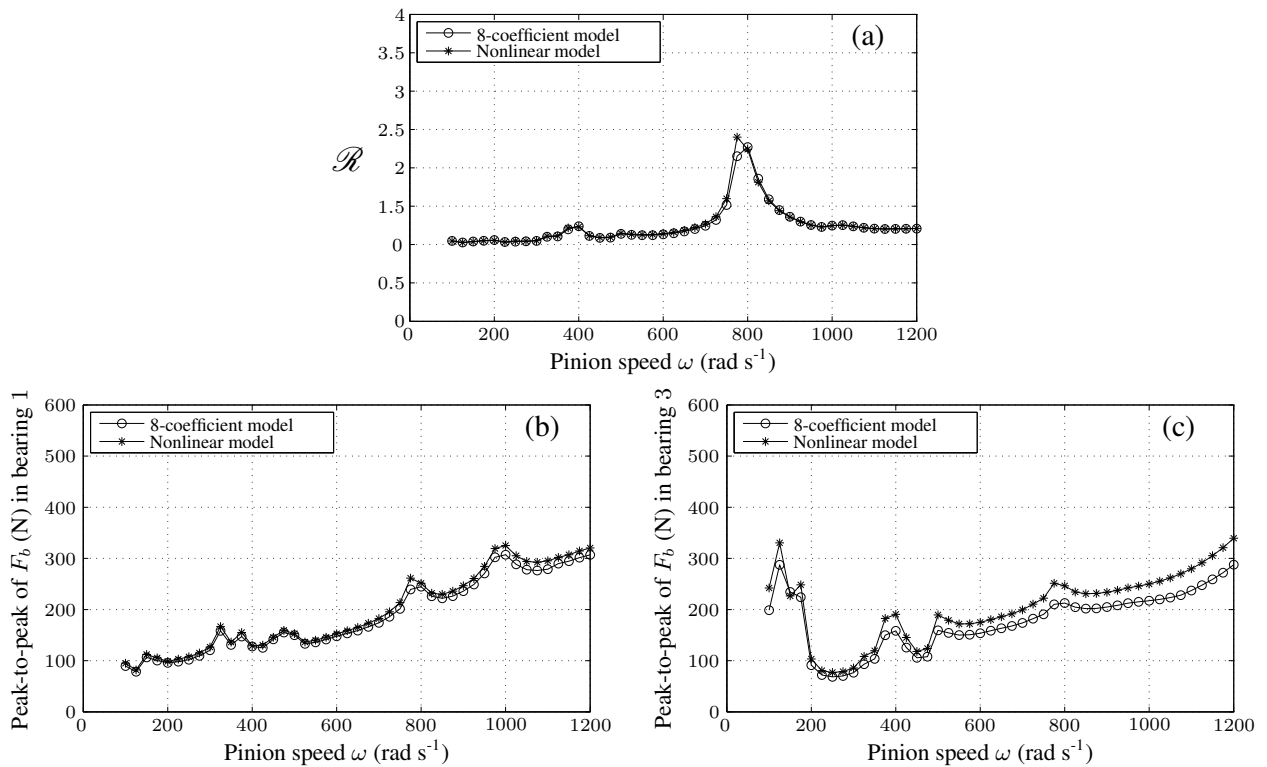 4
3.5
3
2.5
2
1.5
0
0.5
0
ℛ
8-coefficient model
Nonlinear model
(a)
0 200 400 600 800 1000 1200
Pinion speed ω (rad s⁻¹)
600
500
400
300
200
100
0
Peak-to-peak of F_b (N) in bearing 1
8-coefficient model
Nonlinear model
(b)
0 200 400 600 800 1000 1200
Pinion speed ω (rad s⁻¹)
600
500
400
300
200
100
0
Peak-to-peak of F_b (N) in bearing 3
8-coefficient model
Nonlinear model
(c)
0 200 400 600 800 1000 1200
Pinion speed ω (rad s⁻¹)